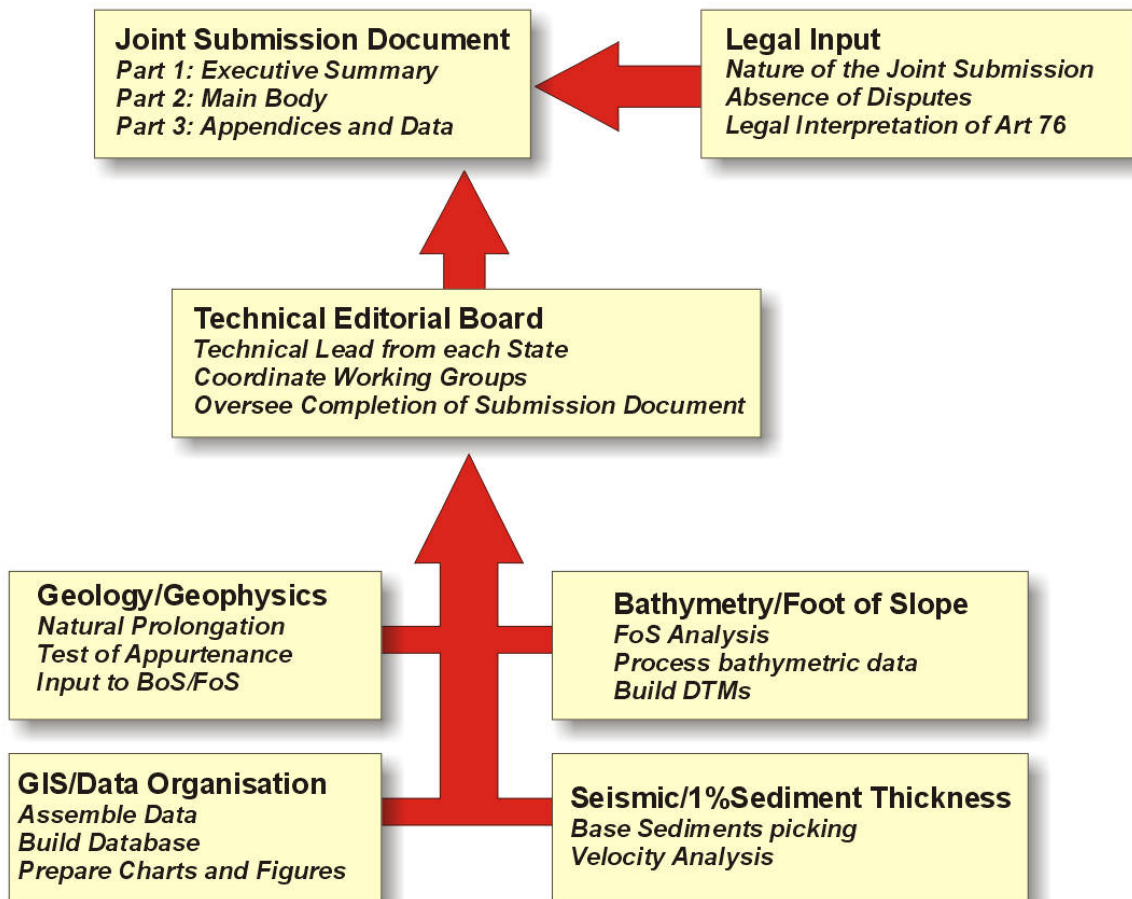 Joint Submission Document
Part 1: Executive Summary
Part 2: Main Body
Part 3: Appendices and Data
Legal Input
Nature of the Joint Submission
Absence of Disputes
Legal Interpretation of Art 76
Technical Editorial Board
Technical Lead from each State
Coordinate Working Groups
Oversee Completion of Submission Document
Geology/Geophysics
Natural Prolongation
Test of Appurtenance
Input to BoS/FoS
Bathymetry/Foot of Slope
FoS Analysis
Process bathymetric data
Build DTMs
GIS/Data Organisation
Assemble Data
Build Database
Prepare Charts and Figures
Seismic/1%Sediment Thickness
Base Sediments picking
Velocity Analysis